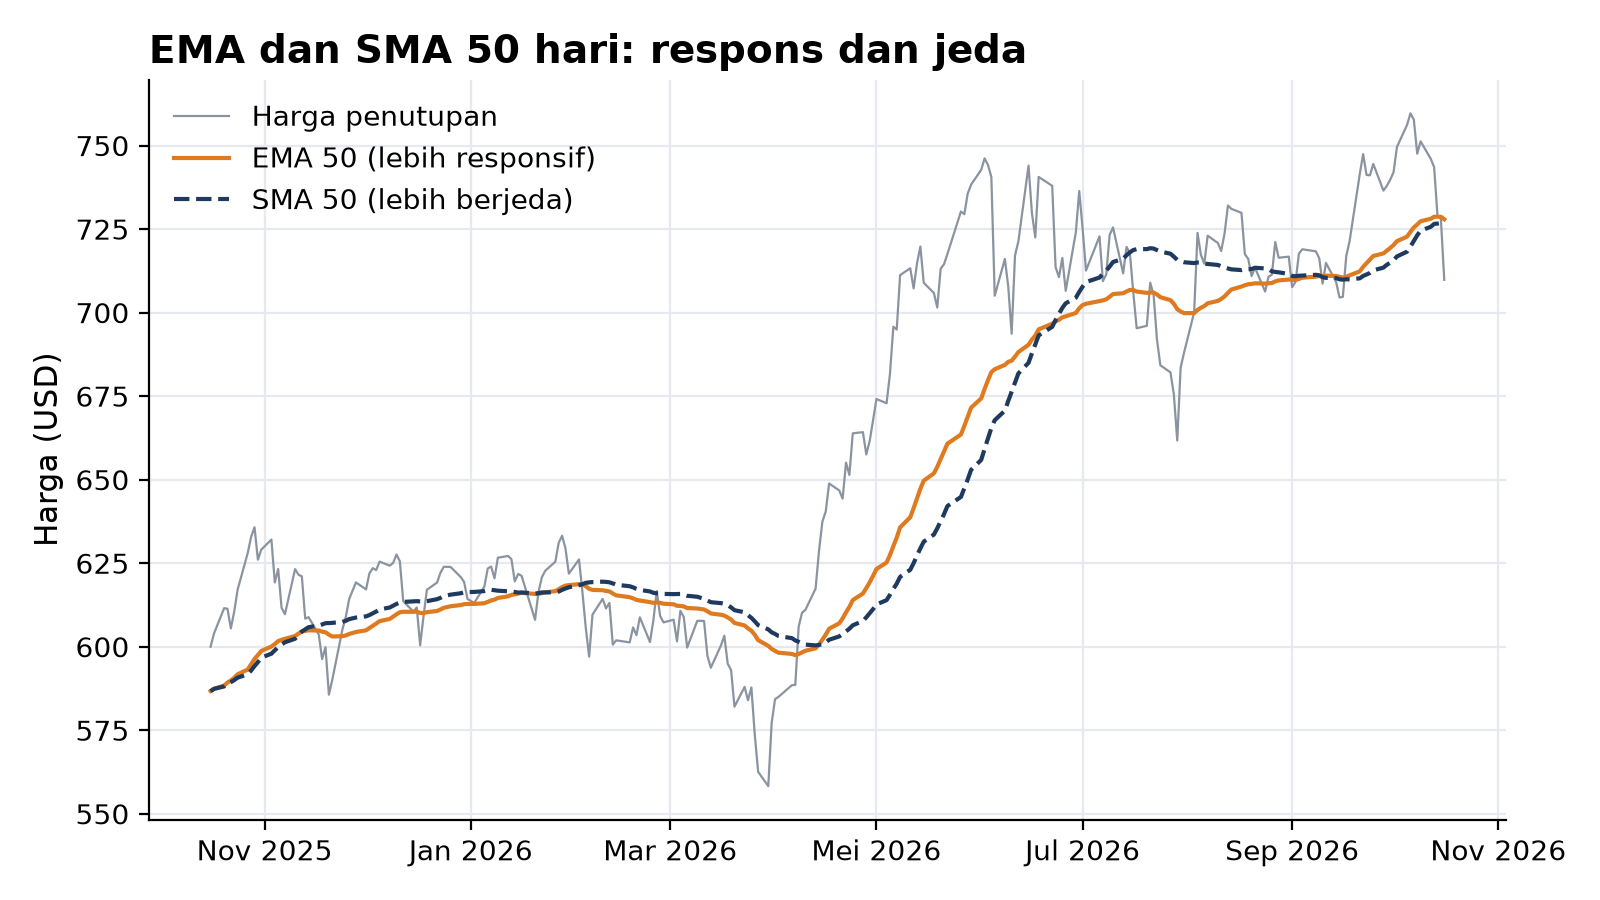 EMA dan SMA 50 hari: respons dan jeda
Harga penutupan
EMA 50 (lebih responsif)
SMA 50 (lebih berjeda)
Harga (USD)
750
725
700
675
650
625
600
575
550
Nov 2025
Jan 2026
Mar 2026
Mei 2026
Jul 2026
Sep 2026
Nov 2026